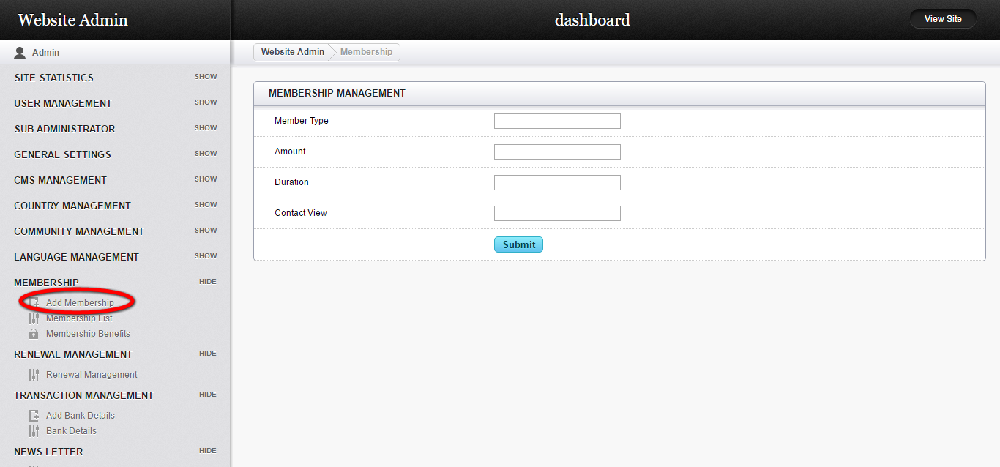 Website Admin
dashboard
View Site
Admin
Website Admin
Membership
SITE STATISTICS SHOW
USER MANAGEMENT SHOW
SUB ADMINISTRATOR SHOW
GENERAL SETTINGS SHOW
CMS MANAGEMENT SHOW
COUNTRY MANAGEMENT SHOW
COMMUNITY MANAGEMENT SHOW
LANGUAGE MANAGEMENT SHOW
MEMBERSHIP HIDE
Add Membership
Membership List
Membership Benefits
RENEWAL MANAGEMENT HIDE
Renewal Management
TRANSACTION MANAGEMENT HIDE
Add Bank Details
Bank Details
NEWS LETTER HIDE
MEMBERSHIP MANAGEMENT
Member Type
Amount
Duration
Contact View
Submit